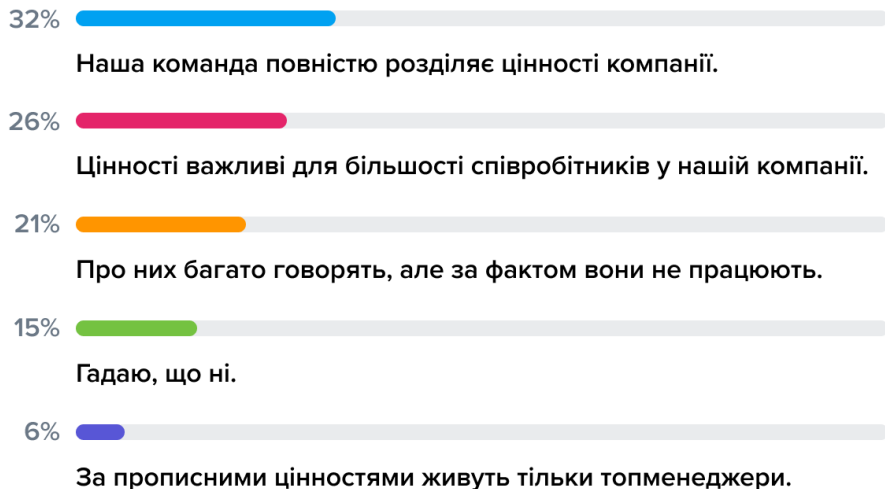 32%
Наша команда повністю розділяє цінності компанії.
26%
Цінності важливі для більшості співробітників у нашій компанії.
21%
Про них багато говорять, але за фактом вони не працюють.
15%
Гадаю, що ні.
6%
За прописними цінностями живуть тільки топменеджери.